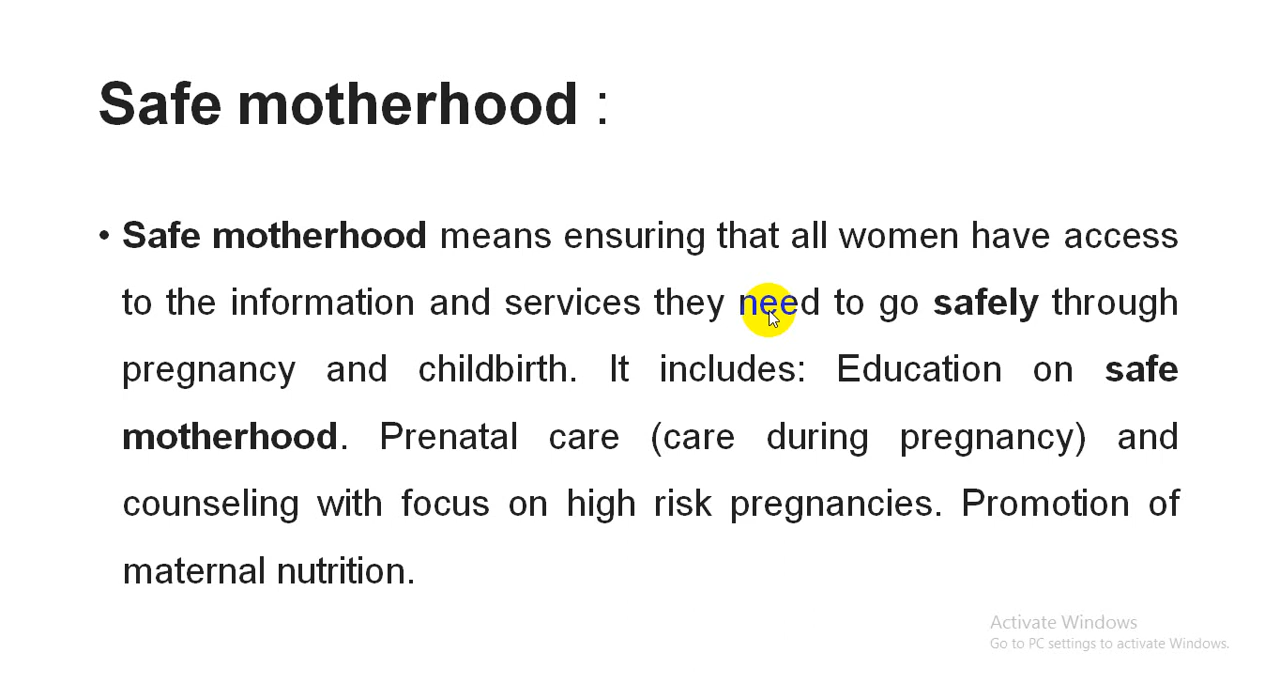 Safe motherhood :
• Safe motherhood means ensuring that all women have access
to the information and services they need to go safely through
pregnancy and childbirth. It includes: Education on safe
motherhood. Prenatal care (care during pregnancy) and
counseling with focus on high risk pregnancies. Promotion of
maternal nutrition.
Activate Windows
Go to PC settings to activate Windows.